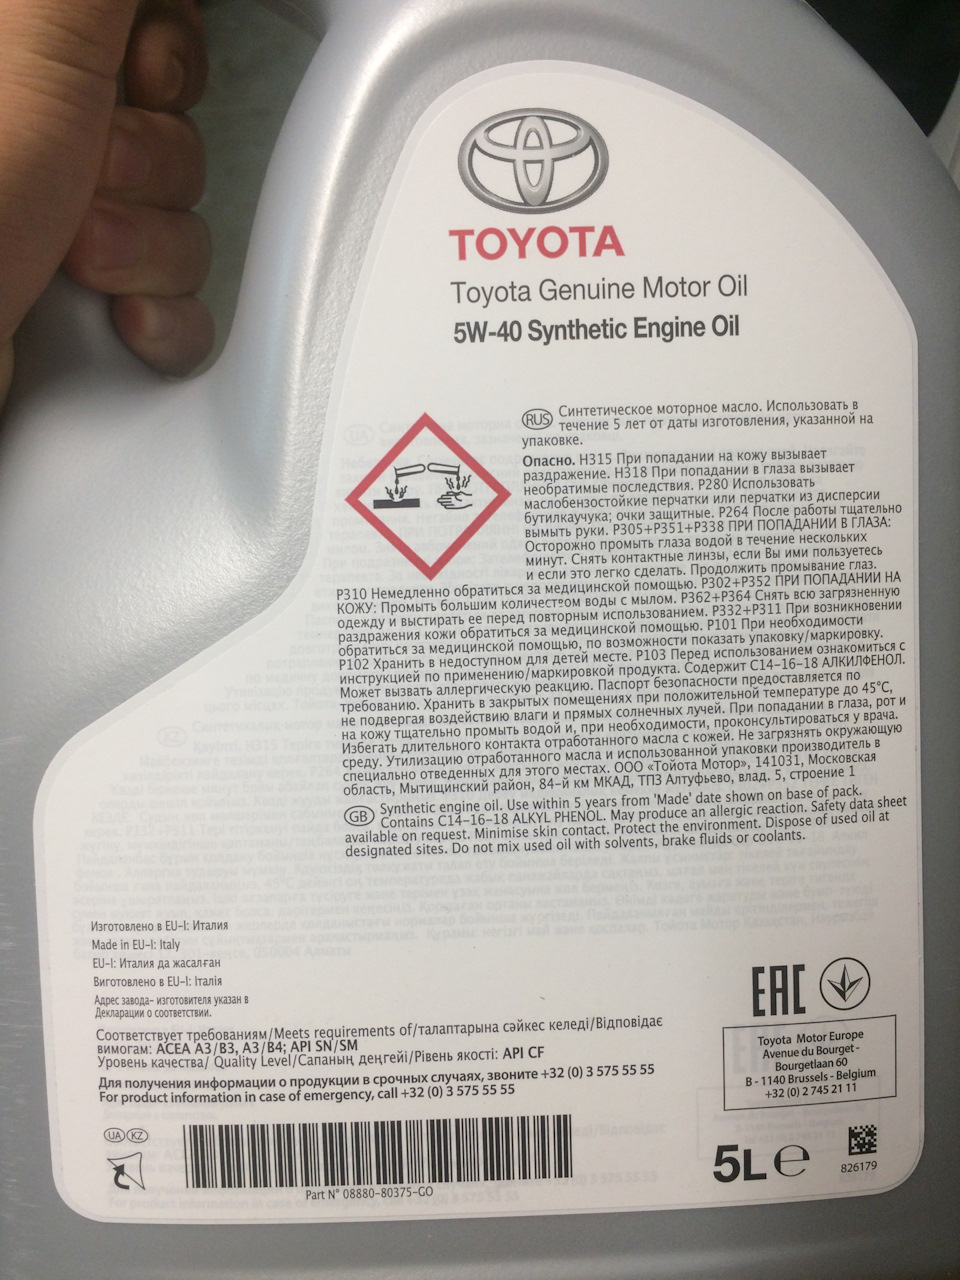 TOYOTA
Toyota Genuine Motor Oil
5W-40 Synthetic Engine Oil
RUS Синтетическое моторное масло. Использовать в
течение 5 лет от даты изготовления, указанной на
упаковке.
Опасно. H315 При попадании на кожу вызывает
раздражение. H318 При попадании в глаза вызывает
необратимые последствия. P280 Использовать
маслобензостойкие перчатки или перчатки из дисперсии
бутилкаучука; очки защитные. P264 После работы тщательно
вымыть руки. P305+P351+P338 ПРИ ПОПАДАНИИ В ГЛАЗА:
Осторожно промыть глаза водой в течение нескольких
минут. Снять контактные линзы, если Вы ими пользуетесь
и если это легко сделать. Продолжить промывание глаз.
P310 Немедленно обратиться за медицинской помощью. P302+P352 ПРИ ПОПАДАНИИ НА
КОЖУ: Промыть большим количеством воды с мылом. P362+P364 Снять всю загрязненную
одежду и выстирать ее перед повторным использованием. P332+P311 При возникновении
раздражения кожи обратиться за медицинской помощью. P101 При необходимости
обратиться за медицинской помощью, по возможности показать упаковку/маркировку.
P102 Хранить в недоступном для детей месте. P103 Перед использованием ознакомиться с
инструкцией по применению/маркировкой продукта. Содержит C14-16-18 АЛКИЛФЕНОЛ.
Может вызвать аллергическую реакцию. Паспорт безопасности предоставляется по
требованию. Хранить в закрытых помещениях при положительной температуре до 45°C,
не подвергая воздействию влаги и прямых солнечных лучей. При попадании в глаза, рот и
на кожу тщательно промыть водой и, при необходимости, проконсультироваться у врача.
Избегать длительного контакта отработанного масла с кожей. Не загрязнять окружающую
среду. Утилизацию отработанного масла и использованной упаковки производить в
специально отведенных для этого местах. ООО «Тойота Мотор», 141031, Московская
область, Мытищинский район, 84-й км МКАД, ТПЗ Алтуфьево, влад. 5, строение 1
GB Synthetic engine oil. Use within 5 years from 'Made' date shown on base of pack.
Contains C14-16-18 ALKYL PHENOL. May produce an allergic reaction. Safety data sheet
available on request. Minimise skin contact. Protect the environment. Dispose of used oil at
designated sites. Do not mix used oil with solvents, brake fluids or coolants.
Изготовлено в EU-I: Италия
Made in EU-I: Italy
EU-I: Италия да жасалған
Виготовлено в EU-I: Італія
Адрес завода- изготовителя указан в
Декларации о соответствии.
EAC
Соответствует требованиям/Meets requirements of/талаптарына сәйкес келеді/Відповідає
вимогам: ACEA A3/B3, A3/B4; API SN/SM
Уровень качества/ Quality Level/Сапаның деңгейі/Рівень якості: API CF
Для получения информации о продукции в срочных случаях, звоните +32 (0) 3 575 55 55
For product information in case of emergency, call +32 (0) 3 575 55 55
Toyota Motor Europe
Avenue du Bourget -
Bourgetlaan 60
B - 1140 Brussels - Belgium
+32 (0) 2 745 21 11
UA KZ
Part N° 08880-80375-GO
5L e
826179